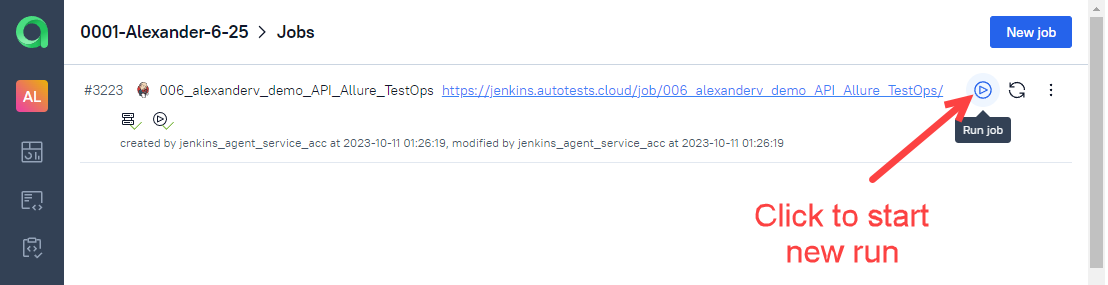 0001-Alexander-6-25 > Jobs
New job
AL
#3223 006_alexanderv_demo_API_Allure_TestOps https://jenkins.autotests.cloud/job/006_alexanderv_demo_API_Allure_TestOps/
Run job
created by jenkins_agent_service_acc at 2023-10-11 01:26:19, modified by jenkins_agent_service_acc at 2023-10-11 01:26:19
Click to start
new run